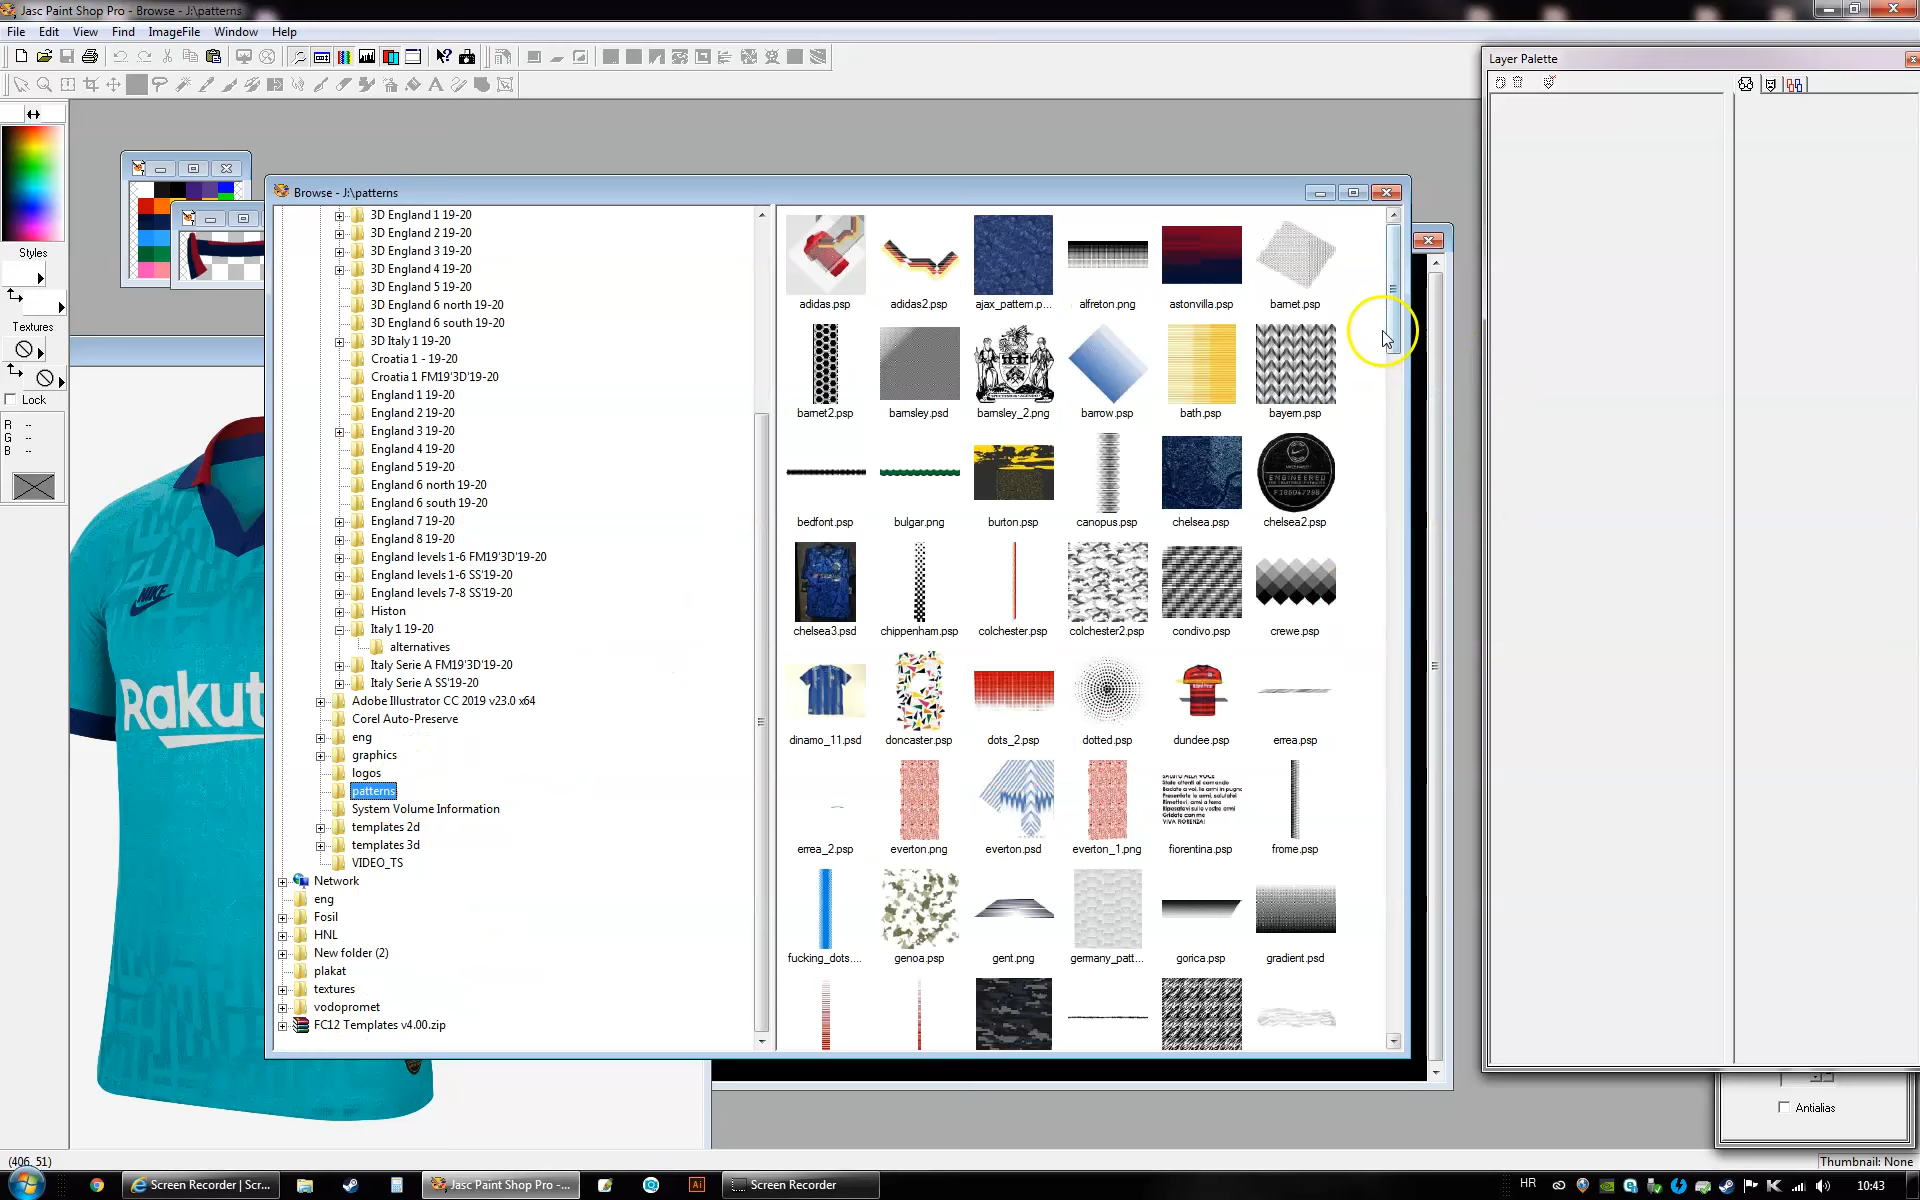 Jasc Paint Shop Pro - Browse - J:\patterns
File Edit View Find ImageFile Window Help
Layer Palette
Styles
Textures
Lock
R --
G --
B --
Browse - J:\patterns
3D England 1 19-20
3D England 2 19-20
3D England 3 19-20
3D England 4 19-20
3D England 5 19-20
3D England 6 north 19-20
3D England 6 south 19-20
3D Italy 1 19-20
Croatia 1 - 19-20
Croatia 1 FM19'3D'19-20
England 1 19-20
England 2 19-20
England 3 19-20
England 4 19-20
England 5 19-20
England 6 north 19-20
England 6 south 19-20
England 7 19-20
England 8 19-20
England levels 1-6 FM19'3D'19-20
England levels 1-6 SS'19-20
England levels 7-8 SS'19-20
Histon
Italy 1 19-20
alternatives
Italy Serie A FM19'3D'19-20
Italy Serie A SS'19-20
Adobe Illustrator CC 2019 v23.0 x64
Corel Auto-Preserve
eng
graphics
logos
patterns
System Volume Information
templates 2d
templates 3d
VIDEO_TS
Network
eng
Fosil
HNL
New folder (2)
plakat
textures
vodopromet
FC12 Templates v4.00.zip
adidas.psp adidas2.psp ajax_pattern.p... alfreton.png astonvilla.psp barnet.psp
barnet2.psp barnsley.psd barnsley_2.png barrow.psp bath.psp bayern.psp
ENGINEERED
bedfont.psp bulgar.png burton.psp canopus.psp chelsea.psp chelsea2.psp
chelsea3.psd chippenham.psp colchester.psp colchester2.psp condivo.psp crewe.psp
dinamo_11.psd doncaster.psp dots_2.psp dotted.psp dundee.psp errea.psp
SALUTO ALLA VOCE
State attenti al comando
VIVA FIORENZA!
errea_2.psp everton.png everton.psd everton_1.png fiorentina.psp frome.psp
fucking_dots.... genoa.psp gent.png germany_patt... gorica.psp gradient.psd
NIKE
Rakut
Antialias
(406, 51)
Thumbnail: None
Screen Recorder | Scr...
Jasc Paint Shop Pro -...
Ai
Screen Recorder
HR
10:43